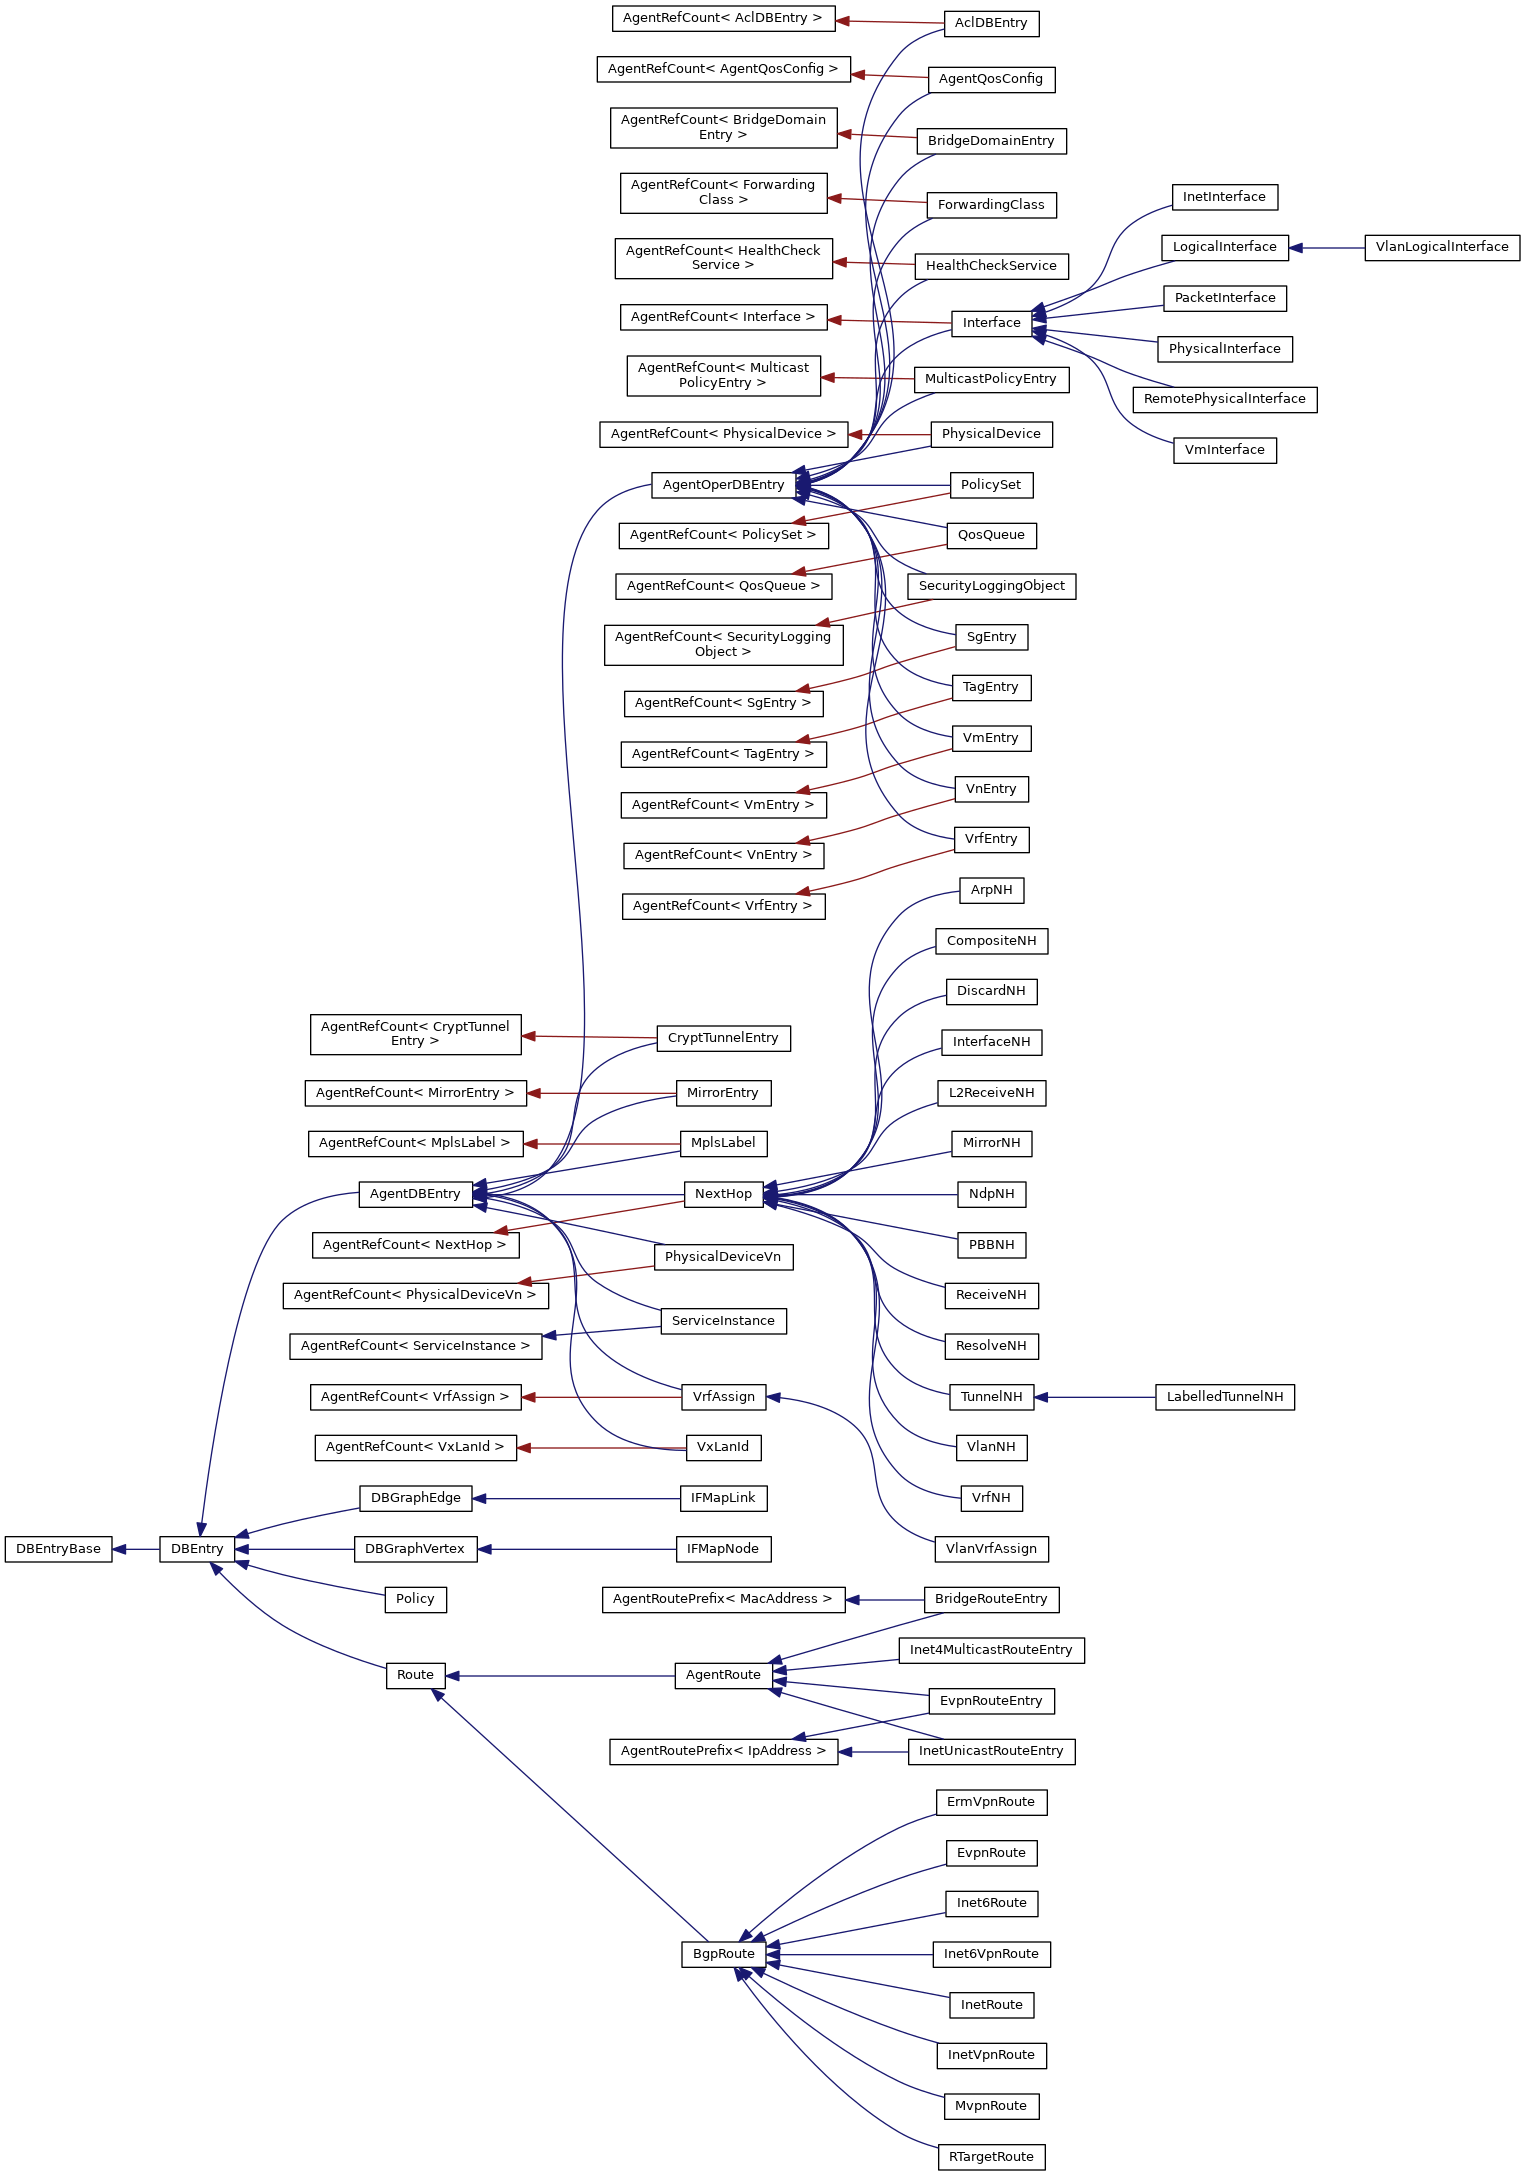 AgentRefCount< AclDBEntry >
AclDBEntry
AgentRefCount< AgentQosConfig >
AgentQosConfig
AgentRefCount< BridgeDomain
Entry >
BridgeDomainEntry
AgentRefCount< Forwarding
Class >
ForwardingClass
InetInterface
AgentRefCount< HealthCheck
Service >
HealthCheckService
LogicalInterface
VlanLogicalInterface
PacketInterface
AgentRefCount< Interface >
Interface
PhysicalInterface
AgentRefCount< Multicast
PolicyEntry >
MulticastPolicyEntry
RemotePhysicalInterface
AgentRefCount< PhysicalDevice >
PhysicalDevice
VmInterface
AgentOperDBEntry
PolicySet
AgentRefCount< PolicySet >
QosQueue
AgentRefCount< QosQueue >
SecurityLoggingObject
AgentRefCount< SecurityLogging
Object >
SgEntry
AgentRefCount< SgEntry >
TagEntry
AgentRefCount< TagEntry >
VmEntry
AgentRefCount< VmEntry >
VnEntry
AgentRefCount< VnEntry >
VrfEntry
AgentRefCount< VrfEntry >
ArpNH
CompositeNH
DiscardNH
AgentRefCount< CryptTunnel
Entry >
CryptTunnelEntry
InterfaceNH
AgentRefCount< MirrorEntry >
MirrorEntry
L2ReceiveNH
AgentRefCount< MplsLabel >
MplsLabel
MirrorNH
AgentDBEntry
NextHop
NdpNH
AgentRefCount< NextHop >
PhysicalDeviceVn
PBBNH
AgentRefCount< PhysicalDeviceVn >
ReceiveNH
ServiceInstance
AgentRefCount< ServiceInstance >
ResolveNH
AgentRefCount< VrfAssign >
VrfAssign
TunnelNH
LabelledTunnelNH
AgentRefCount< VxLanId >
VxLanId
VlanNH
DBGraphEdge
IFMapLink
VrfNH
DBEntryBase
DBEntry
DBGraphVertex
IFMapNode
VlanVrfAssign
Policy
AgentRoutePrefix< MacAddress >
BridgeRouteEntry
Inet4MulticastRouteEntry
Route
AgentRoute
EvpnRouteEntry
AgentRoutePrefix< IpAddress >
InetUnicastRouteEntry
ErmVpnRoute
EvpnRoute
Inet6Route
BgpRoute
Inet6VpnRoute
InetRoute
InetVpnRoute
MvpnRoute
RTargetRoute